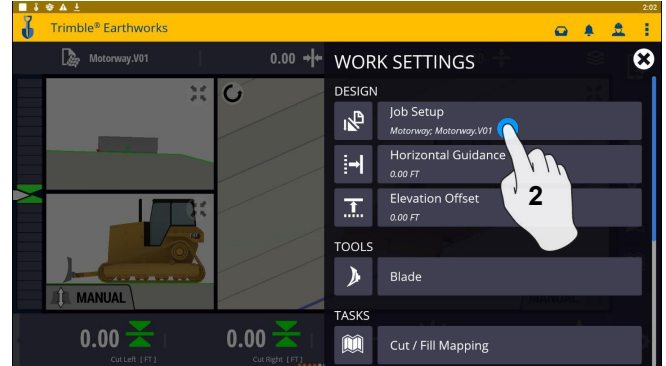 2:02
Trimble® Earthworks
Motorway.V01
0.00
WORK SETTINGS
DESIGN
Job Setup
Motorway; Motorway.V01
Horizontal Guidance
0.00 FT
Elevation Offset
0.00 FT
2
TOOLS
Blade
MANUAL
TASKS
Cut / Fill Mapping
0.00
0.00
Cut Left [FT]
Cut Right [FT]